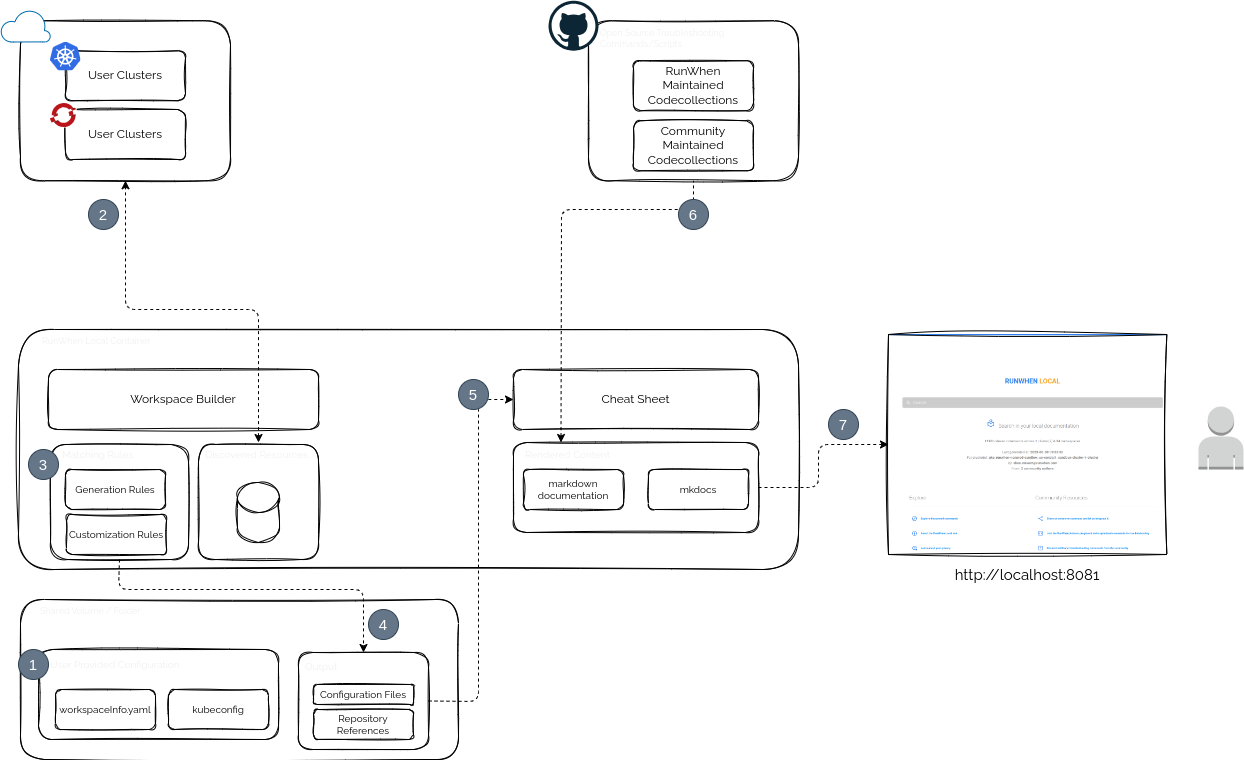 User Clusters
User Clusters
Open Source Troubleshooting
Commands/Scripts
RunWhen
Maintained
Codecollections
Community
Maintained
Codecollections
2
6
RunWhen Local Container
Workspace Builder
5
Cheat Sheet
7
3
Matching Rules
Discovered Resources
Generation Rules
Customization Rules
Rendered Content
markdown
documentation
mkdocs
RUNWHEN LOCAL
Search in your local documentation
Explore
Community Resources
http://localhost:8081
Shared Volume / Folder
4
1
User Provided Configuration
workspaceInfo.yaml
kubeconfig
Output
Configuration Files
Repository
References